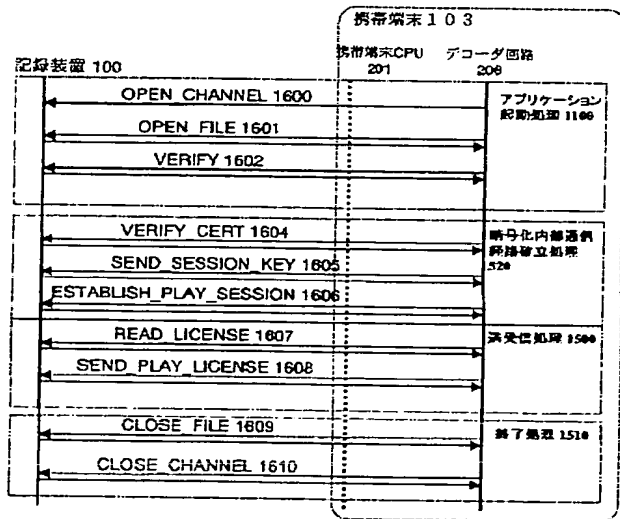 携帯端末103
携帯端末CPU デコーダ回路
201 208
記録装置 100
OPEN_CHANNEL 1600
アプリケーション
起動処理 1100
OPEN_FILE 1601
VERIFY 1602
VERIFY_CERT 1604
暗号化内部通信
経路確立処理
520
SEND_SESSION_KEY 1605
ESTABLISH_PLAY_SESSION 1606
READ_LICENSE 1607
送受信処理 1500
SEND_PLAY_LICENSE 1608
CLOSE_FILE 1609
終了処理 1510
CLOSE_CHANNEL 1610